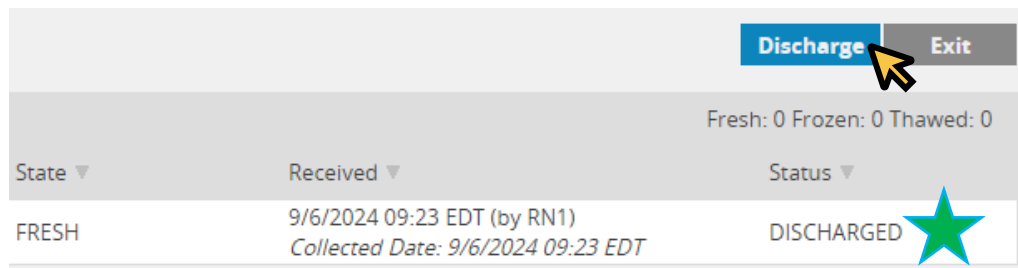 Discharge Exit
Fresh: 0 Frozen: 0 Thawed: 0
State Received Status
FRESH 9/6/2024 09:23 EDT (by RN1) DISCHARGED
Collected Date: 9/6/2024 09:23 EDT